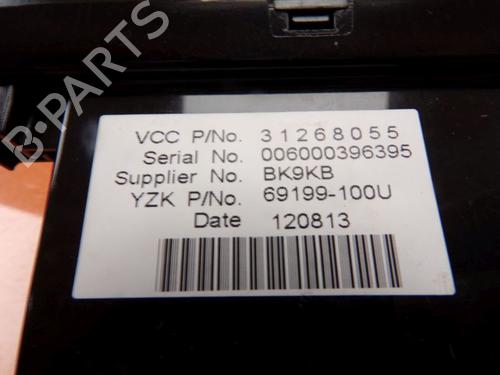 VCC P/No. 31268055
Serial No. 006000396395
Supplier No. BK9KB
YZK P/No. 69199-100U
Date 120813
B-PARTS